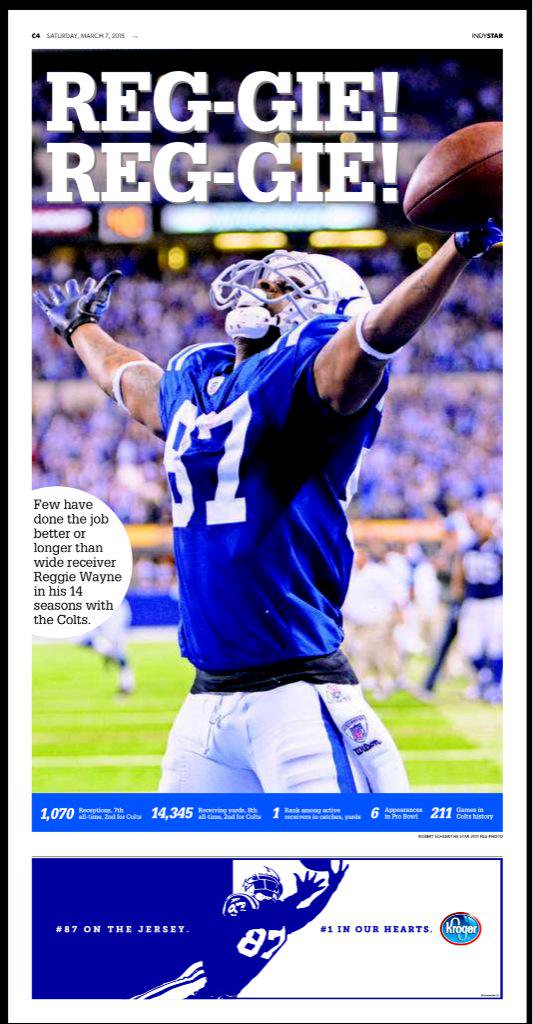 C4 SATURDAY, MARCH 7, 2015
INDYSTAR
REG-GIE!
REG-GIE!
87
Few have
done the job
better or
longer than
wide receiver
Reggie Wayne
in his 14
seasons with
the Colts.
1,070 Receptions, 7th
all-time, 2nd for Colts
14,345 Receiving yards, 8th
all-time, 2nd for Colts
1 Rank among active
receivers in catches, yards
6 Appearances
in Pro Bowl
211 Games in
Colts history
ROBERT SCHEER/THE STAR 2011 FILE PHOTO
#87 ON THE JERSEY.
87
87
#1 IN OUR HEARTS.
Kroger